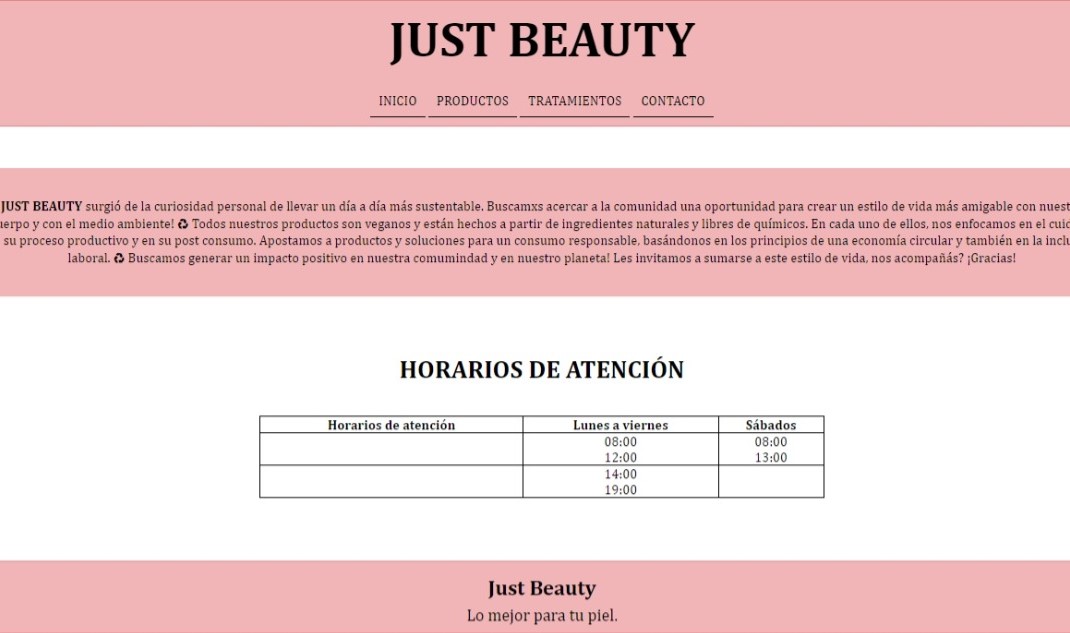 JUST BEAUTY
INICIO PRODUCTOS TRATAMIENTOS CONTACTO
JUST BEAUTY surgió de la curiosidad personal de llevar un día a día más sustentable. Buscamxs acercar a la comunidad una oportunidad para crear un estilo de vida más amigable con nuest
uerpo y con el medio ambiente! ♻ Todos nuestros productos son veganos y están hechos a partir de ingredientes naturales y libres de químicos. En cada uno de ellos, nos enfocamos en el cuid
su proceso productivo y en su post consumo. Apostamos a productos y soluciones para un consumo responsable, basándonos en los principios de una economía circular y también en la inclu
laboral. ♻ Buscamos generar un impacto positivo en nuestra comumindad y en nuestro planeta! Les invitamos a sumarse a este estilo de vida, nos acompañás? ¡Gracias!
HORARIOS DE ATENCIÓN
Horarios de atención Lunes a viernes Sábados
08:00 08:00
12:00 13:00
14:00
19:00
Just Beauty
Lo mejor para tu piel.